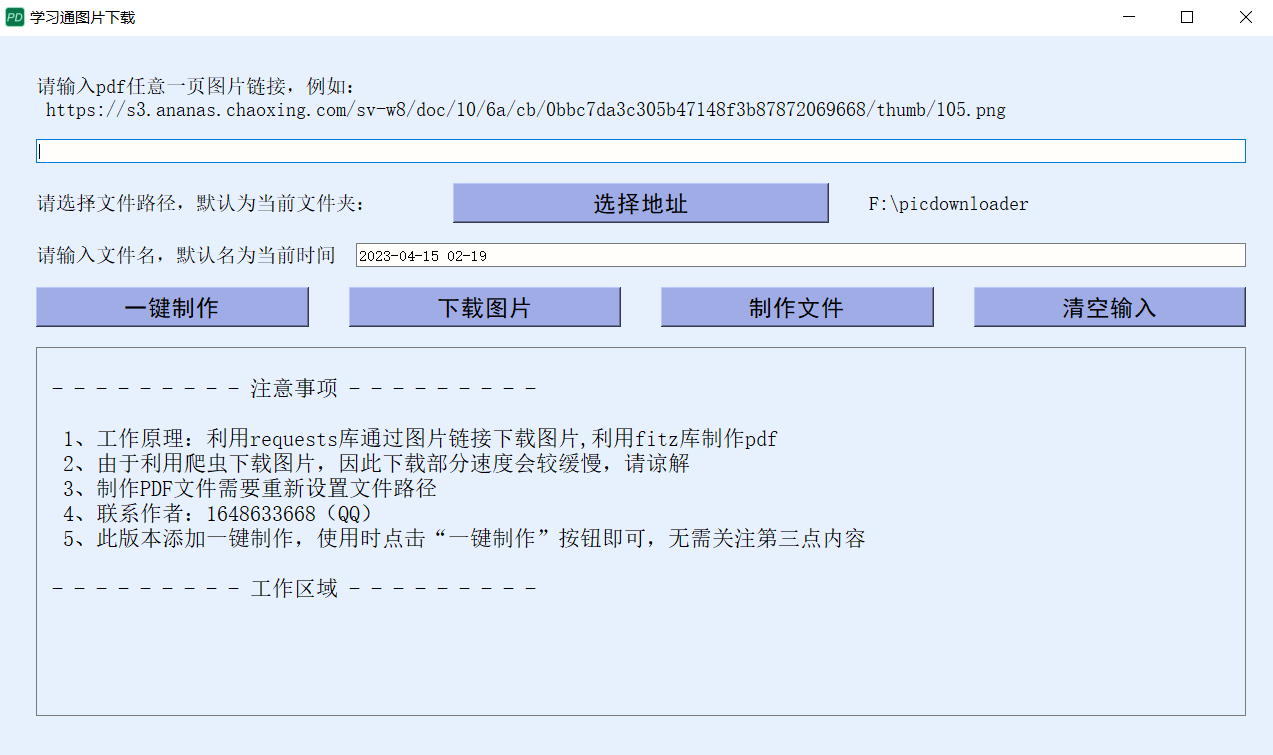 PD 学习通图片下载
请输入pdf任意一页图片链接，例如：
https://s3.ananas.chaoxing.com/sv-w8/doc/10/6a/cb/0bbc7da3c305b47148f3b87872069668/thumb/105.png
请选择文件路径，默认为当前文件夹： 选择地址 F:\picdownloader
请输入文件名，默认名为当前时间 2023-04-15 02-19
一键制作 下载图片 制作文件 清空输入
- - - - - - - - - 注意事项 - - - - - - - - -
1、工作原理：利用requests库通过图片链接下载图片,利用fitz库制作pdf
2、由于利用爬虫下载图片，因此下载部分速度会较缓慢，请谅解
3、制作PDF文件需要重新设置文件路径
4、联系作者：1648633668（QQ）
5、此版本添加一键制作，使用时点击“一键制作”按钮即可，无需关注第三点内容
- - - - - - - - - 工作区域 - - - - - - - - -